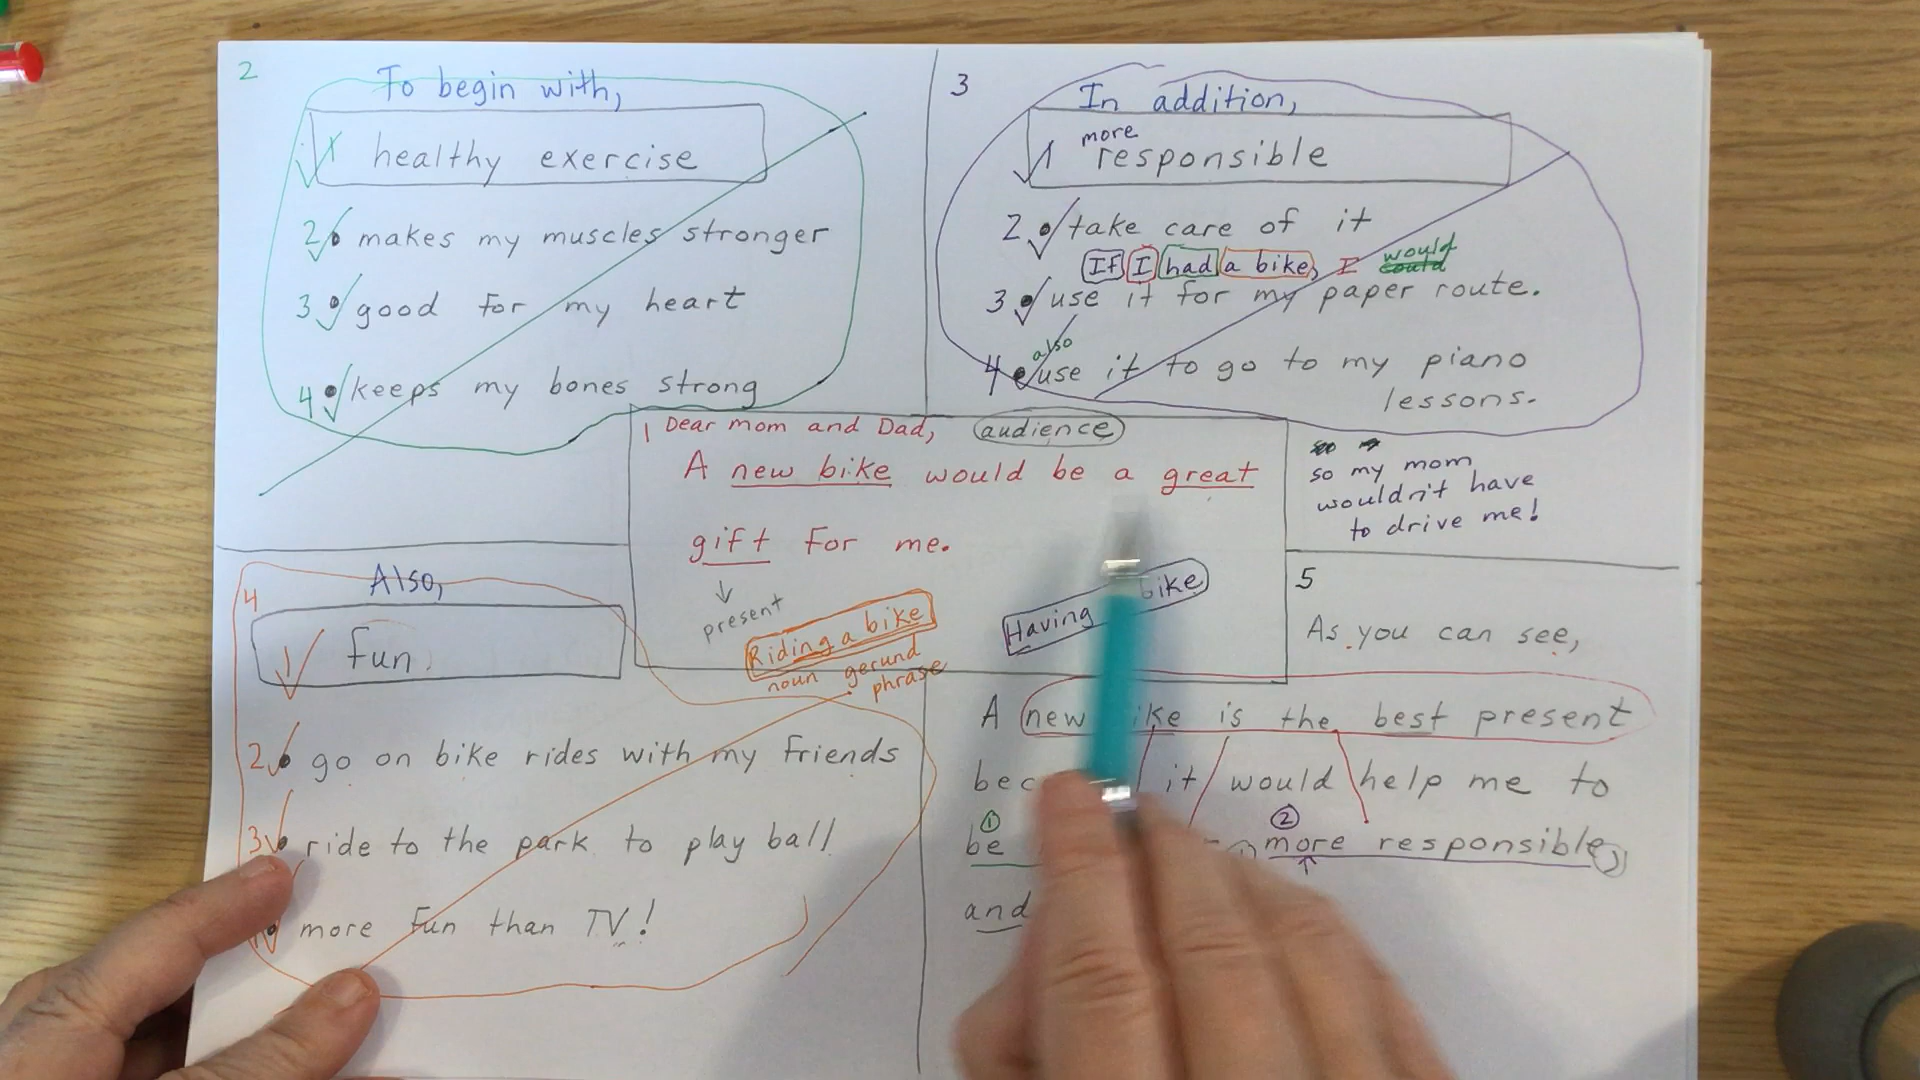 2
To begin with,
1 healthy exercise
2 makes my muscles stronger
3 good for my heart
4 keeps my bones strong
3
In addition,
more
1 responsible
2 take care of it
If I had a bike, I would
could
3 use it for my paper route.
also
4 use it to go to my piano
lessons.
so my mom
wouldn't have
to drive me!
1 Dear mom and Dad, audience
A new bike would be a great
gift for me.
present
Riding a bike
noun gerund
phrase
Having bike
4
Also,
1 fun
2 go on bike rides with my friends
3 ride to the park to play ball
more fun than TV!
5
As you can see,
A new is the best present
it would help me to
1 2
be more responsible,
and